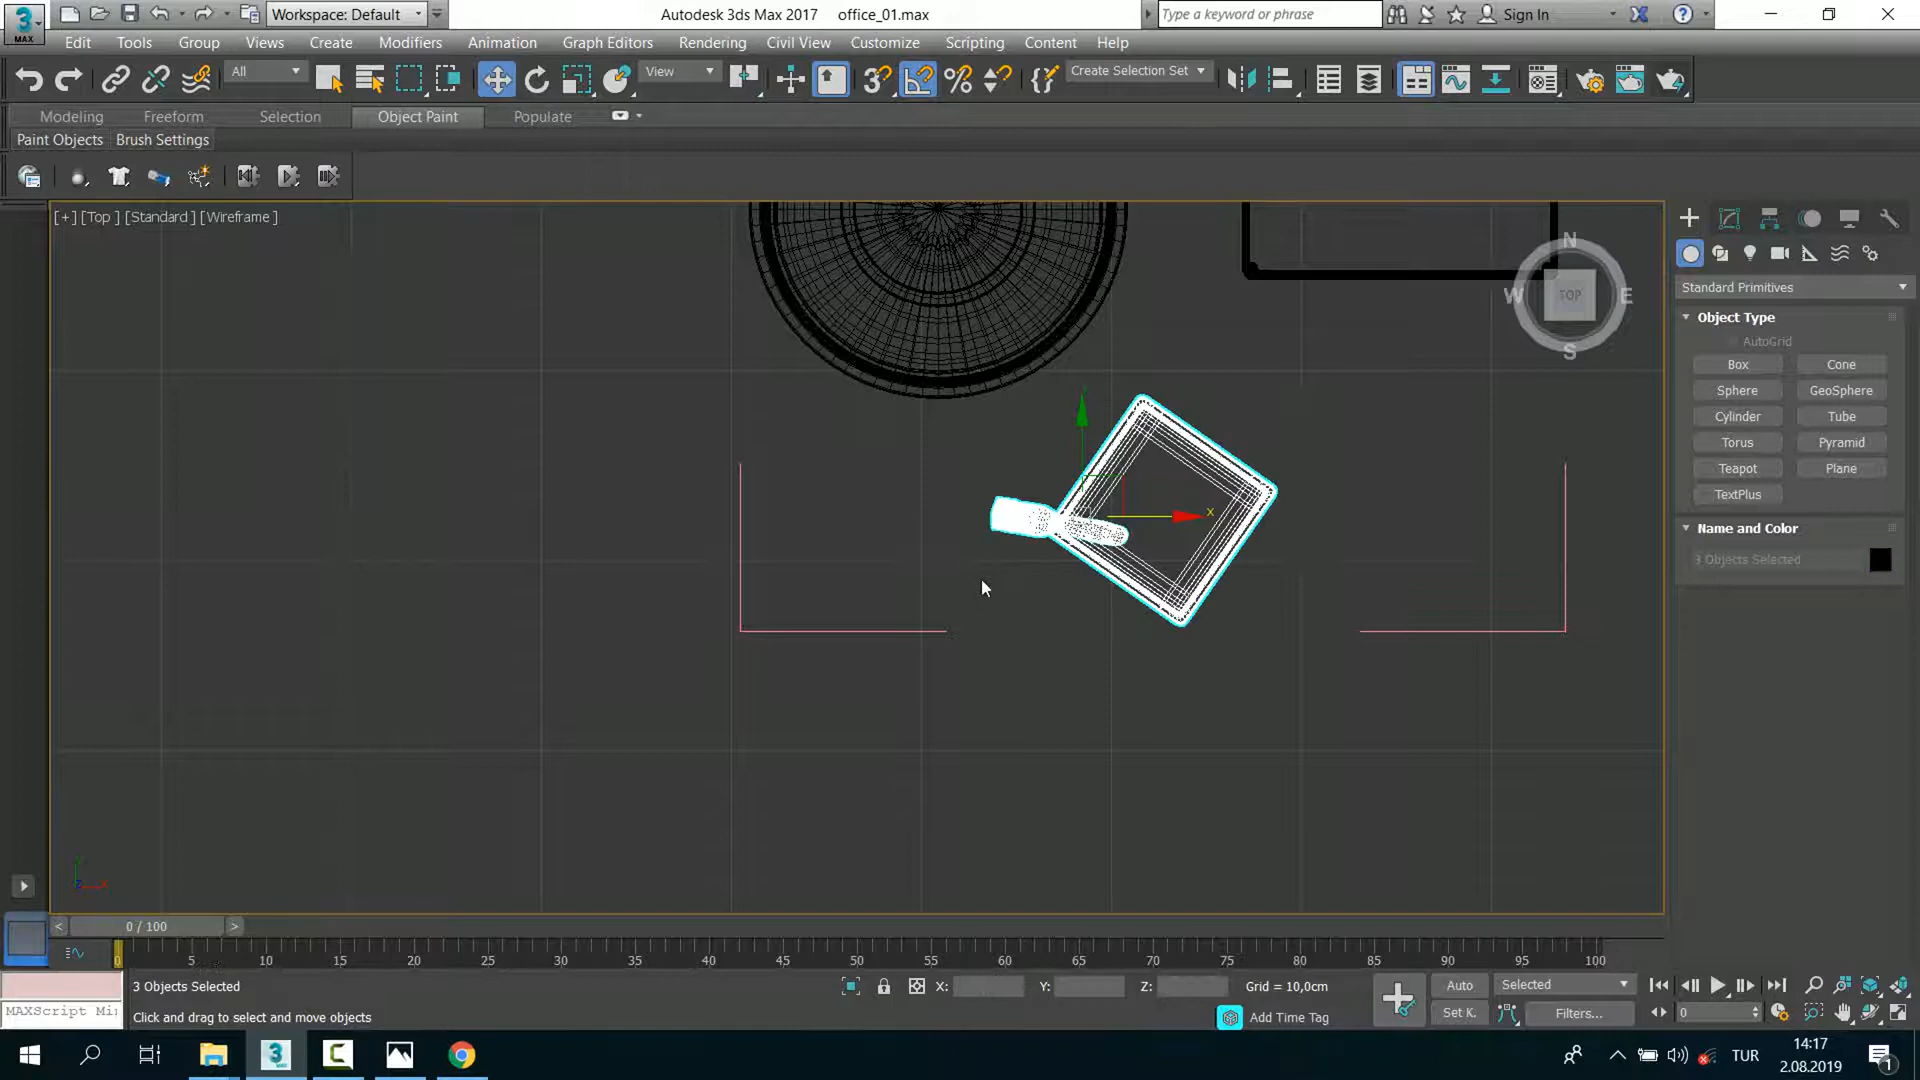 3
MAX
Workspace: Default
Autodesk 3ds Max 2017    office_01.max
Type a keyword or phrase
Sign In
Edit
Tools
Group
Views
Create
Modifiers
Animation
Graph Editors
Rendering
Civil View
Customize
Scripting
Content
Help
All
View
Create Selection Set
Modeling
Freeform
Selection
Object Paint
Populate
Paint Objects
Brush Settings
[+] [Top ] [Standard ] [Wireframe ]
N
W
TOP
E
S
x
Standard Primitives
Object Type
AutoGrid
Box
Cone
Sphere
GeoSphere
Cylinder
Tube
Torus
Pyramid
Teapot
Plane
TextPlus
Name and Color
3 Objects Selected
< 0 / 100 >
0 5 10 15 20 25 30 35 40 45 50 55 60 65 70 75 80 85 90 95 100
3 Objects Selected
X:
Y:
Z:
Grid = 10,0cm
Auto
Selected
MAXScript Mi
Click and drag to select and move objects
Add Time Tag
Set K.
Filters...
0
TUR
14:17
2.08.2019
1